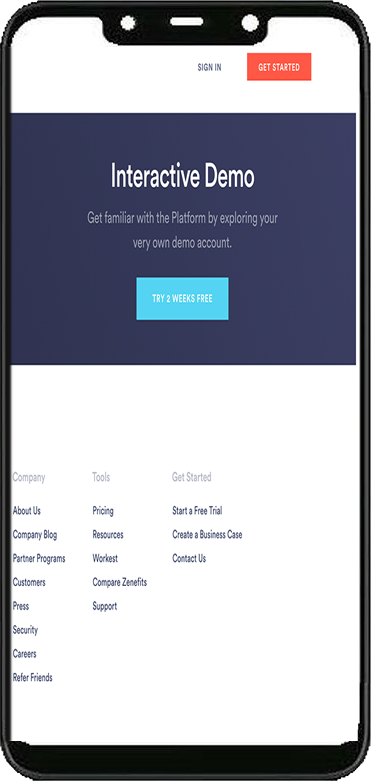 SIGN IN
GET STARTED
Interactive Demo
Get familiar with the Platform by exploring your
very own demo account.
TRY 2 WEEKS FREE
Company
About Us
Company Blog
Partner Programs
Customers
Press
Security
Careers
Refer Friends
Tools
Pricing
Resources
Workest
Compare Zenefits
Support
Get Started
Start a Free Trial
Create a Business Case
Contact Us